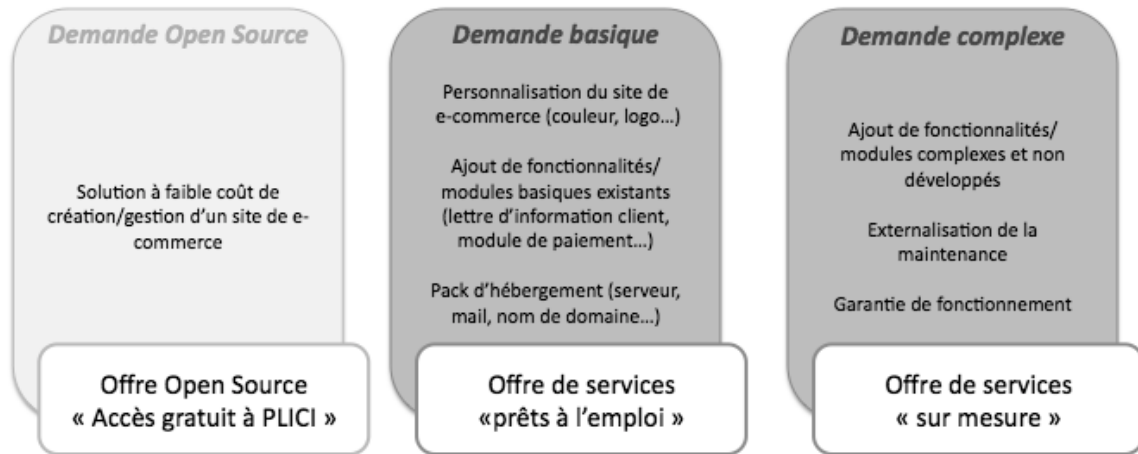 Demande Open Source
Solution à faible coût de
création/gestion d'un site de e-
commerce
Offre Open Source
« Accès gratuit à PLICI »
Demande basique
Personnalisation du site de
e-commerce (couleur, logo...)
Ajout de fonctionnalités/
modules basiques existants
(lettre d'information client,
module de paiement...)
Pack d'hébergement (serveur,
mail, nom de domaine...)
Offre de services
«prêts à l'emploi »
Demande complexe
Ajout de fonctionnalités/
modules complexes et non
développés
Externalisation de la
maintenance
Garantie de fonctionnement
Offre de services
« sur mesure »